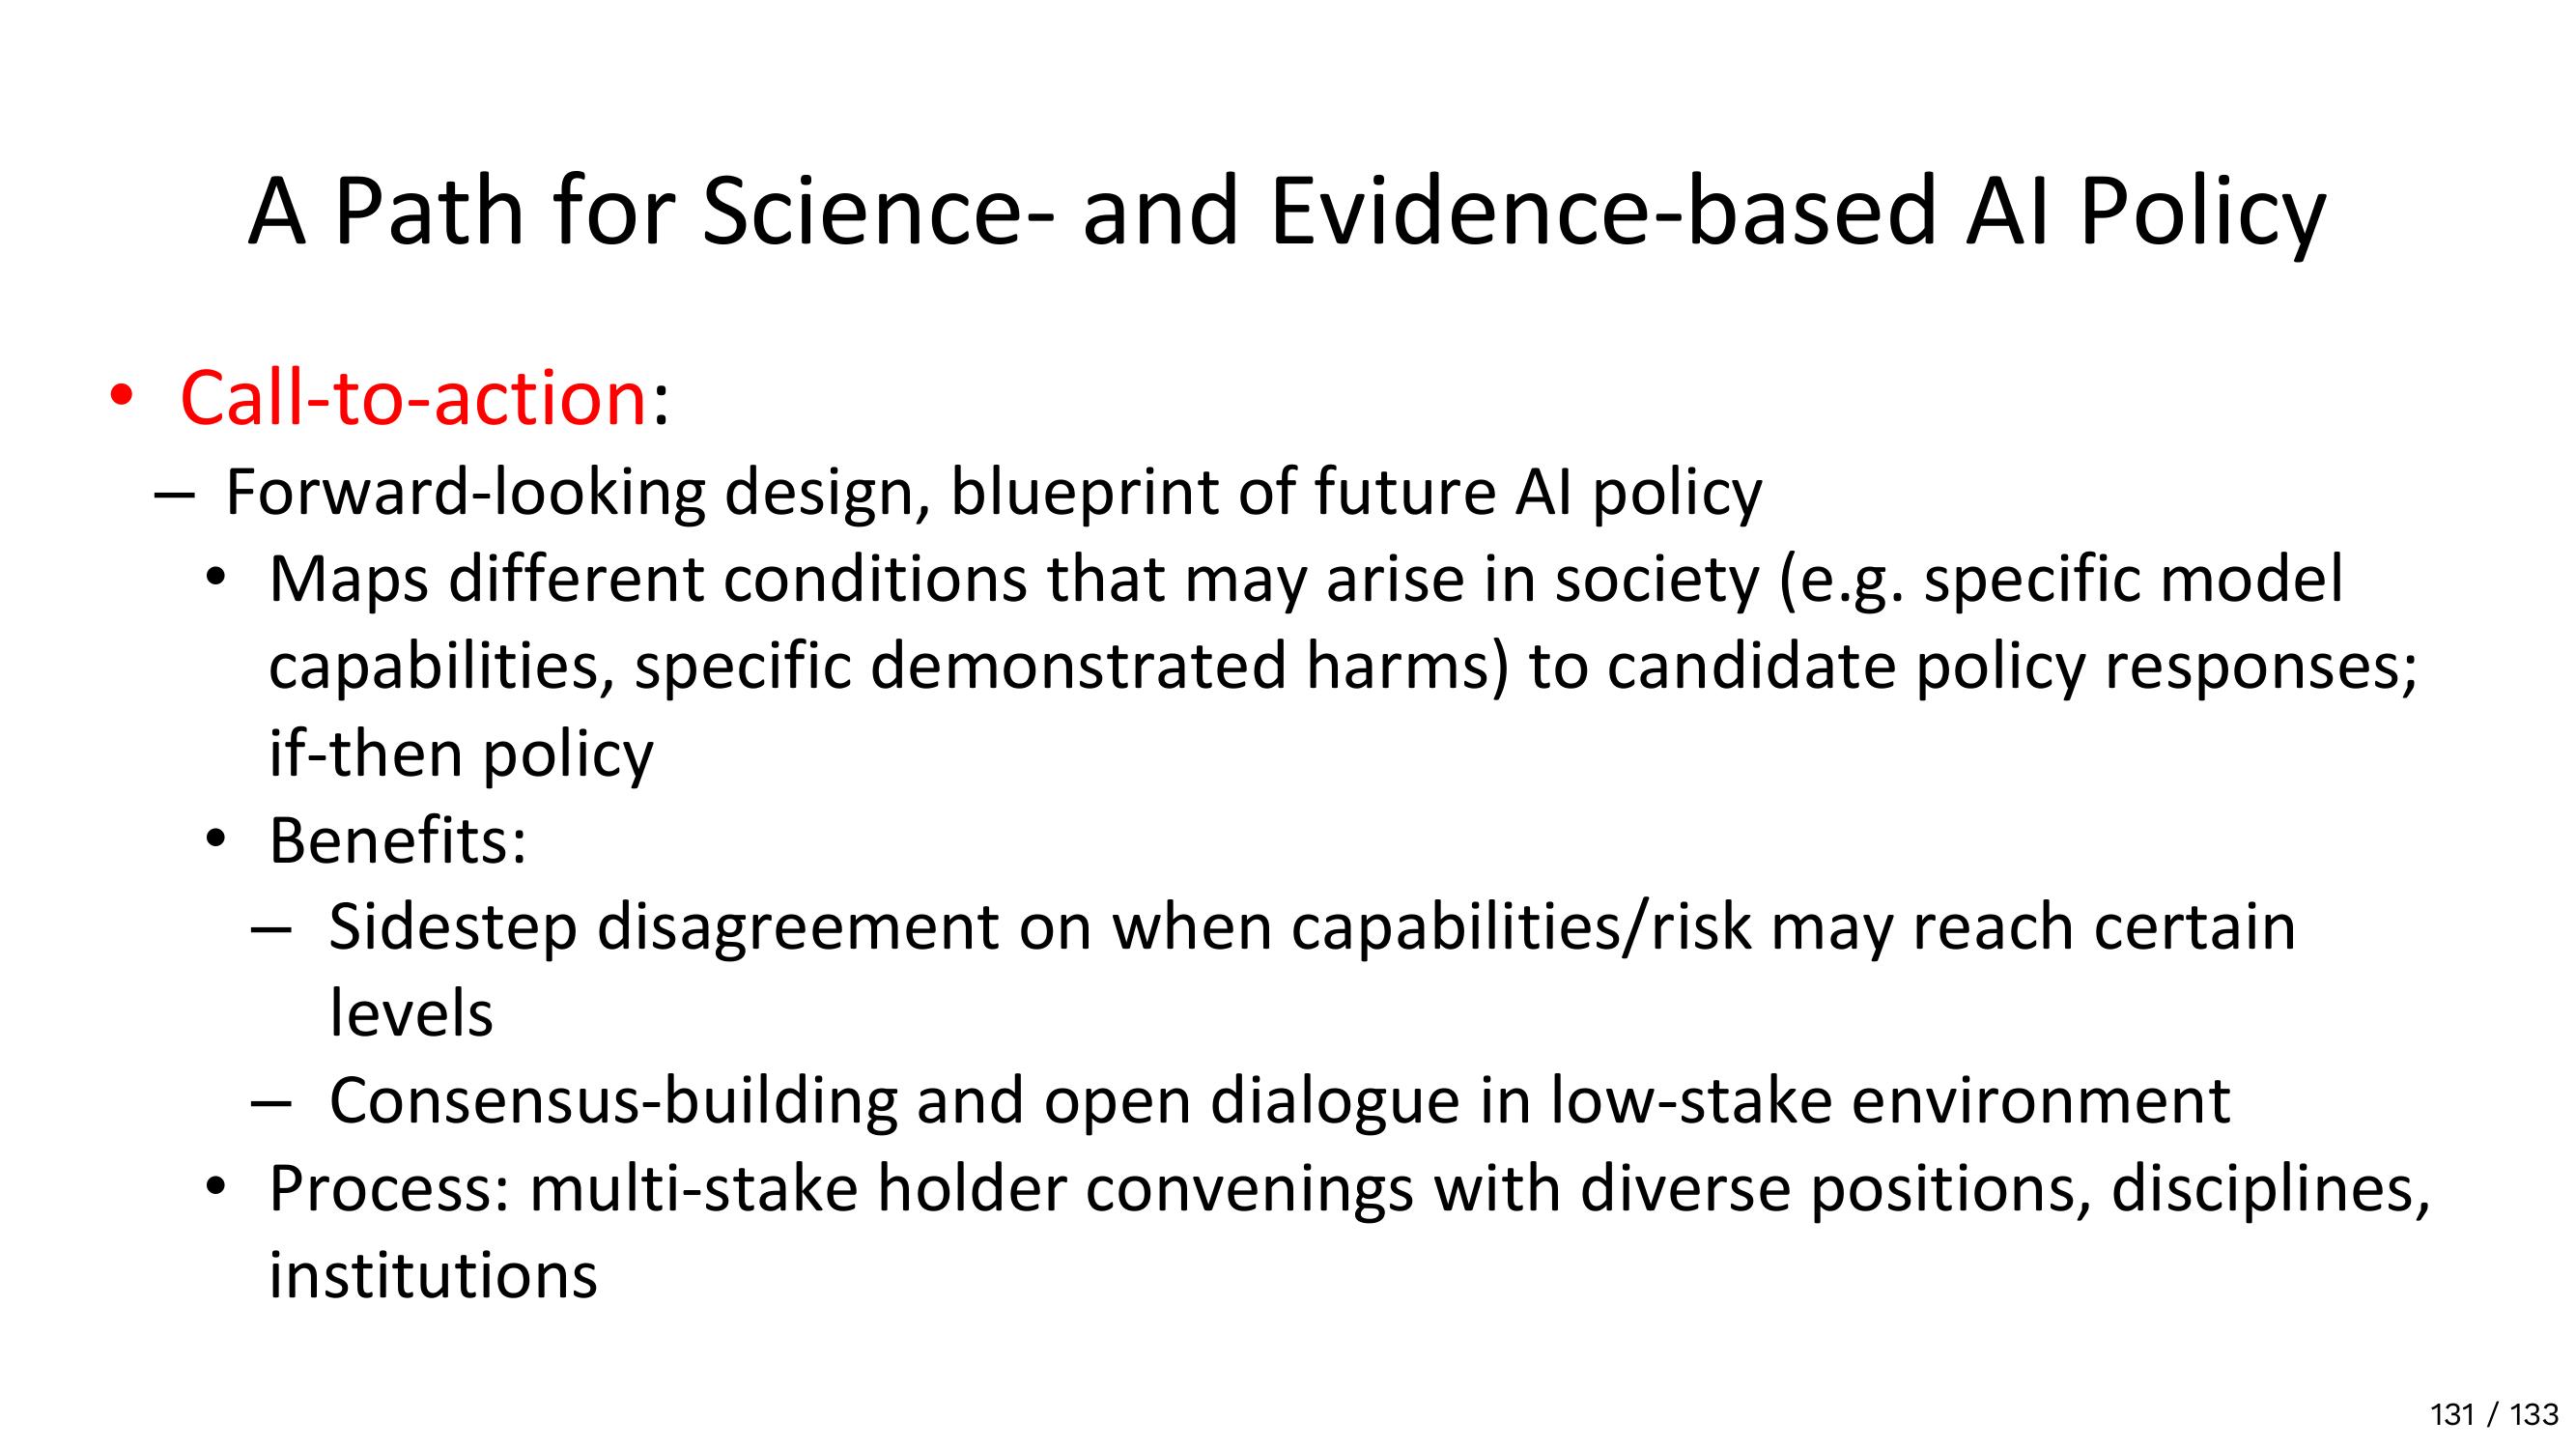 A Path for Science- and Evidence-based AI Policy
• Call-to-action:
– Forward-looking design, blueprint of future AI policy
• Maps different conditions that may arise in society (e.g. specific model
capabilities, specific demonstrated harms) to candidate policy responses;
if-then policy
• Benefits:
– Sidestep disagreement on when capabilities/risk may reach certain
levels
– Consensus-building and open dialogue in low-stake environment
• Process: multi-stake holder convenings with diverse positions, disciplines,
institutions
131 / 133